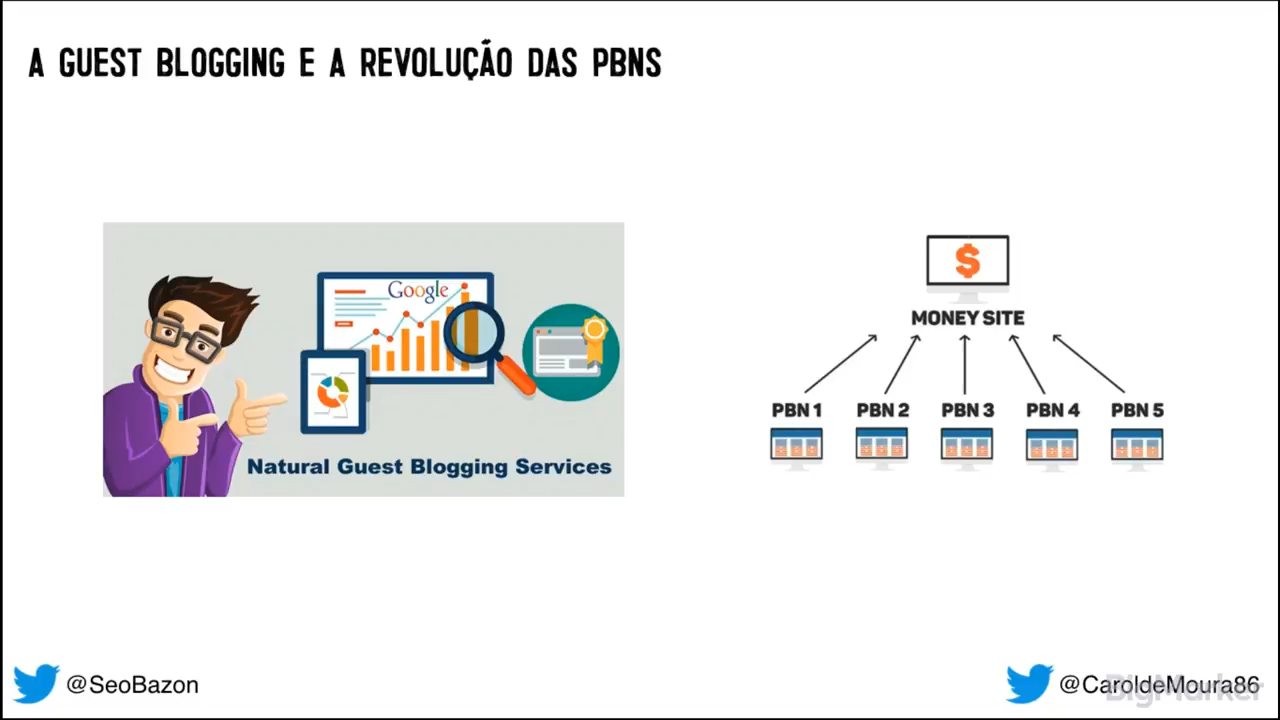 A GUEST BLOGGING E A REVOLUÇÃO DAS PBNS
Google
Natural Guest Blogging Services
$
MONEY SITE
PBN 1
PBN 2
PBN 3
PBN 4
PBN 5
@SeoBazon
@CaroldeMoura86
BigMarker